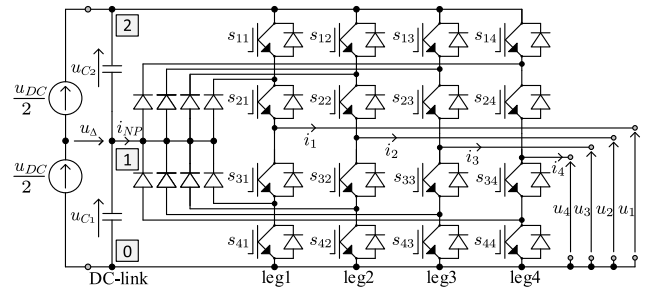 2
s11 s12 s13 s14
uC2
uDC/2
s21 s22 s23 s24
uΔ iNP
1
i1 i2 i3 i4
uDC/2
s31 s32 s33 s34
uC1
u4 u3 u2 u1
s41 s42 s43 s44
0
DC-link leg1 leg2 leg3 leg4